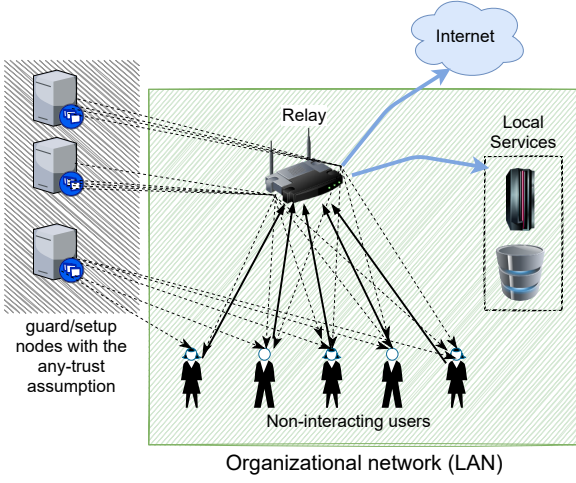 Internet
Relay
Local
Services
guard/setup
nodes with the
any-trust
assumption
Non-interacting users
Organizational network (LAN)